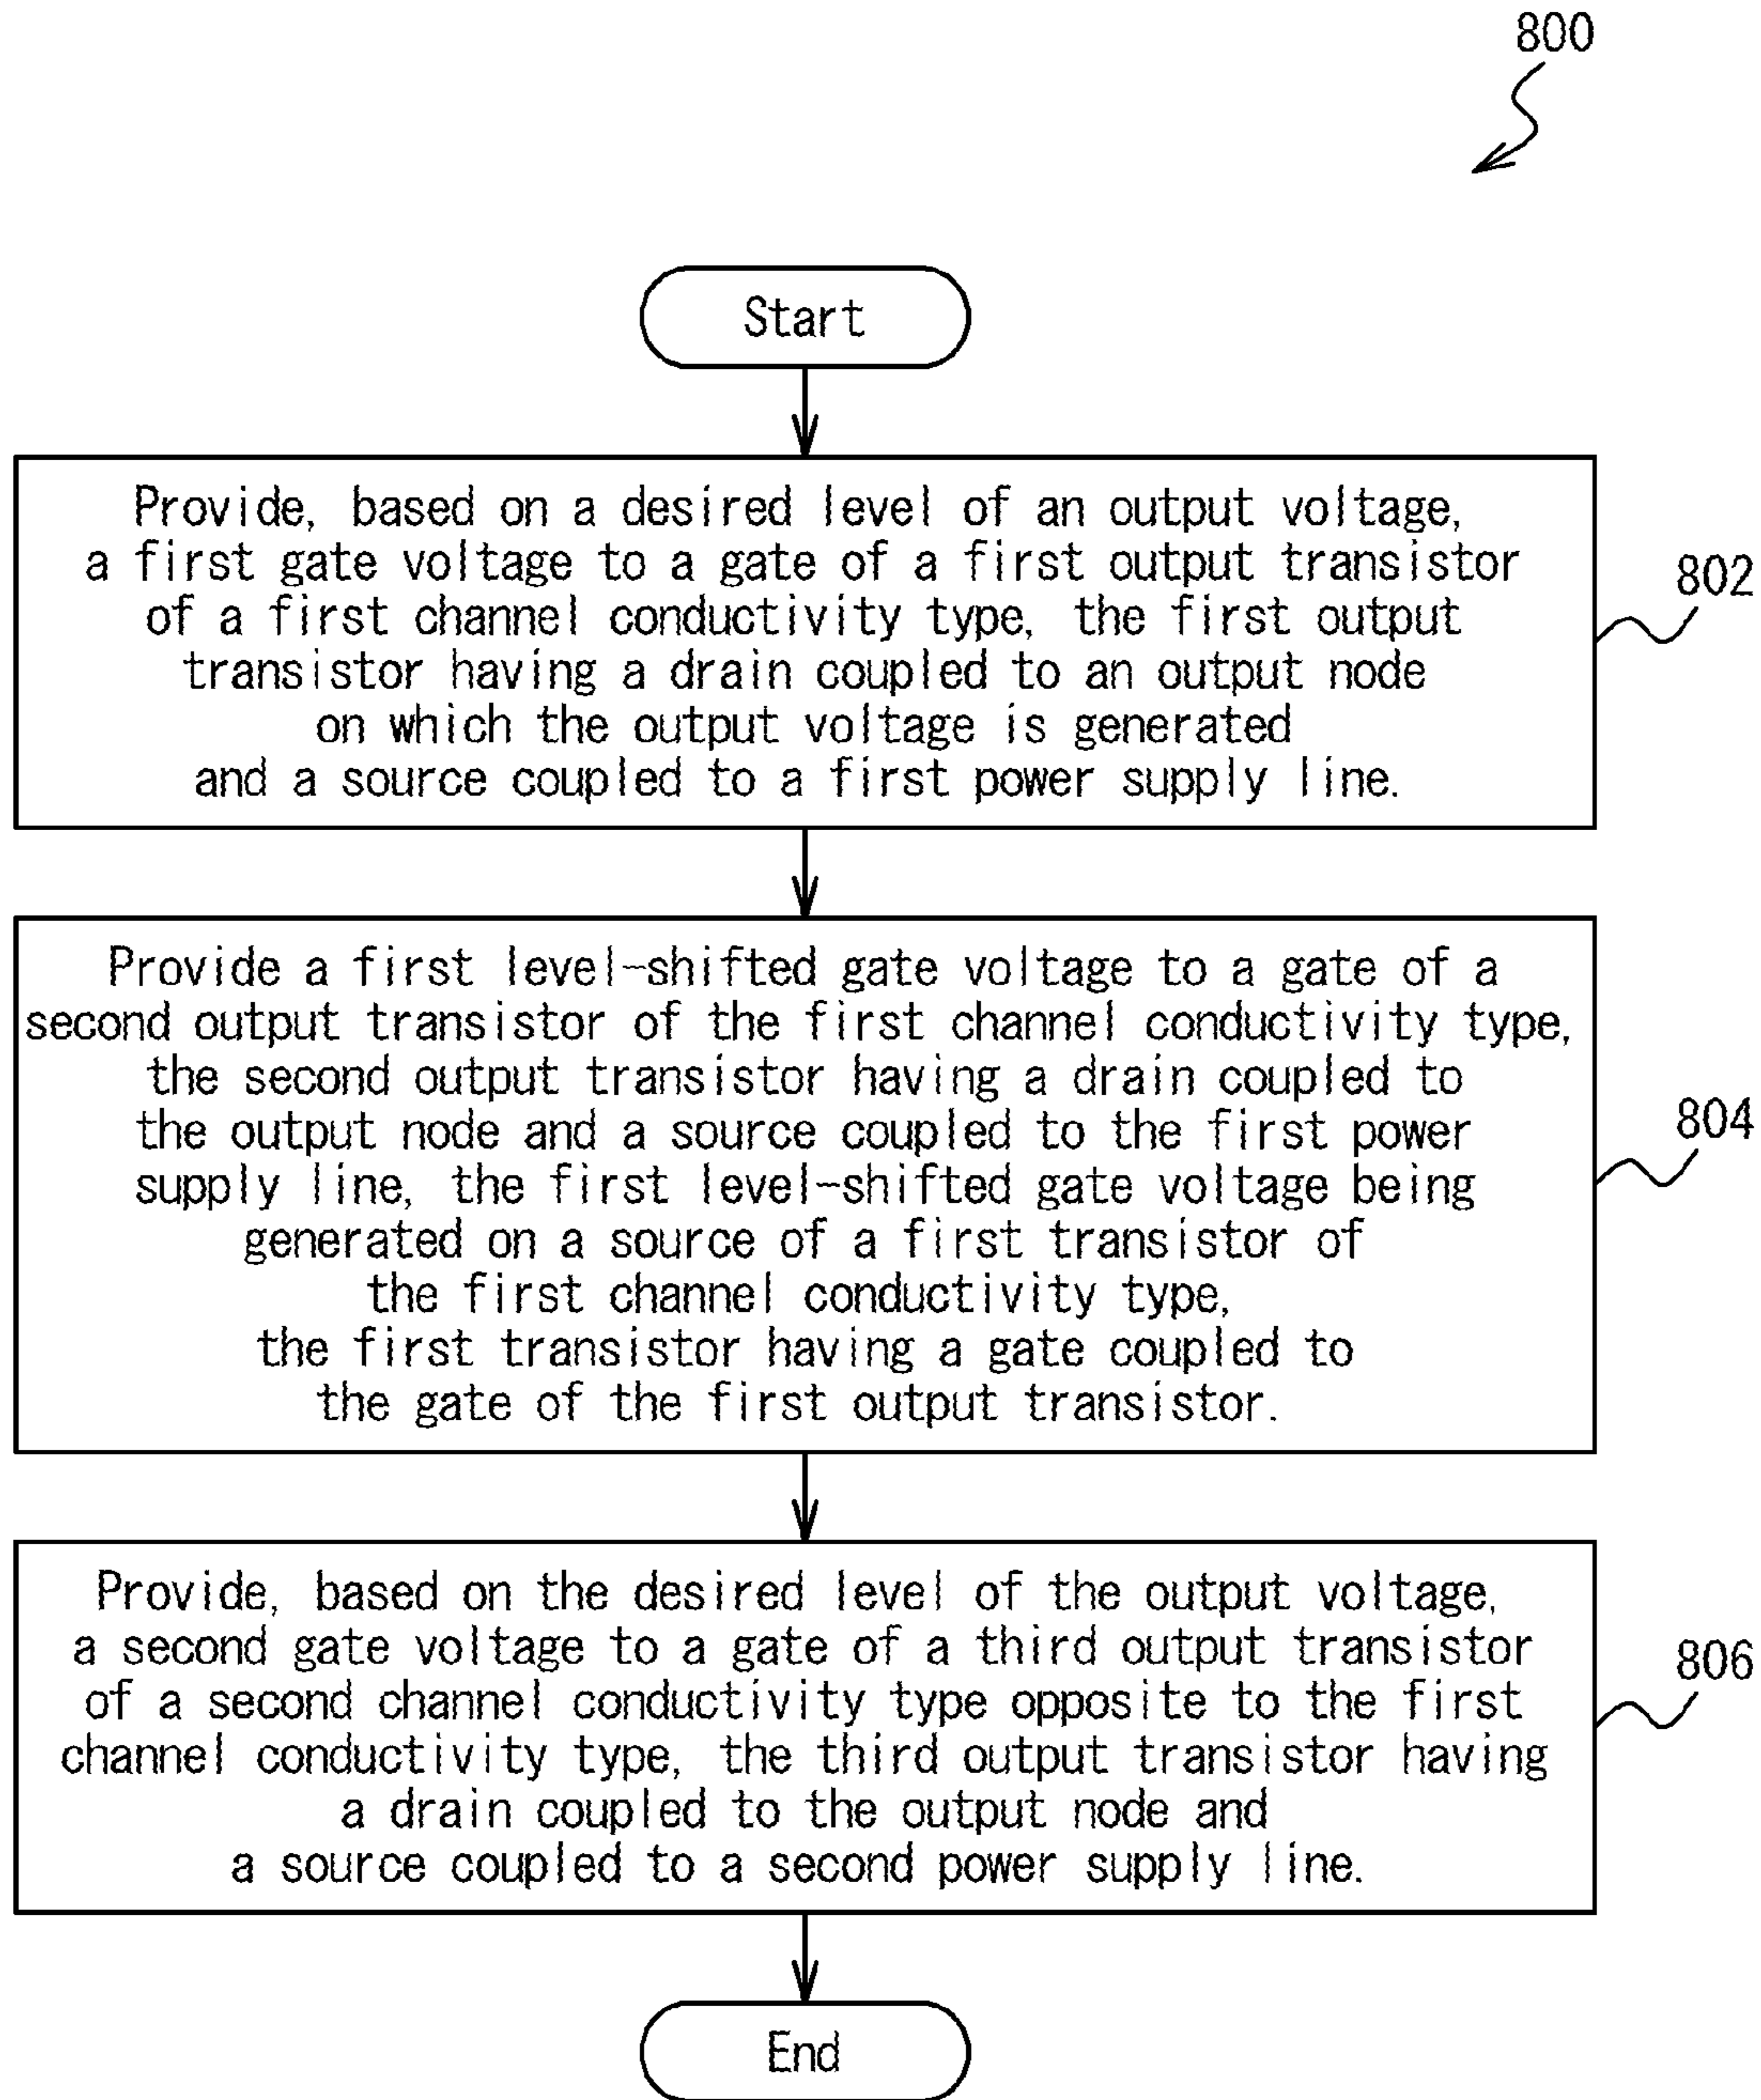 800
Start
Provide, based on a desired level of an output voltage,
a first gate voltage to a gate of a first output transistor
of a first channel conductivity type, the first output
transistor having a drain coupled to an output node
on which the output voltage is generated
and a source coupled to a first power supply line.
802
Provide a first level-shifted gate voltage to a gate of a
second output transistor of the first channel conductivity type,
the second output transistor having a drain coupled to
the output node and a source coupled to the first power
supply line, the first level-shifted gate voltage being
generated on a source of a first transistor of
the first channel conductivity type,
the first transistor having a gate coupled to
the gate of the first output transistor.
804
Provide, based on the desired level of the output voltage,
a second gate voltage to a gate of a third output transistor
of a second channel conductivity type opposite to the first
channel conductivity type, the third output transistor having
a drain coupled to the output node and
a source coupled to a second power supply line.
806
End